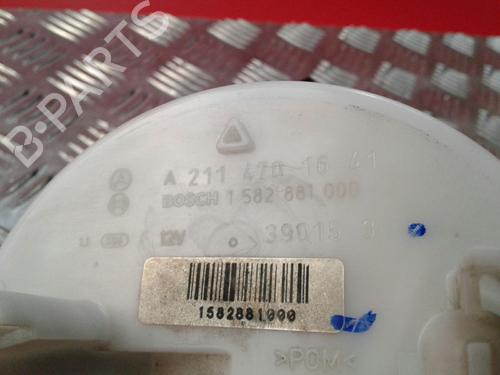 B-PARTS
A 211 470 16 41
BOSCH 1 582 881 000
12V 39015
1582881000
>POM<